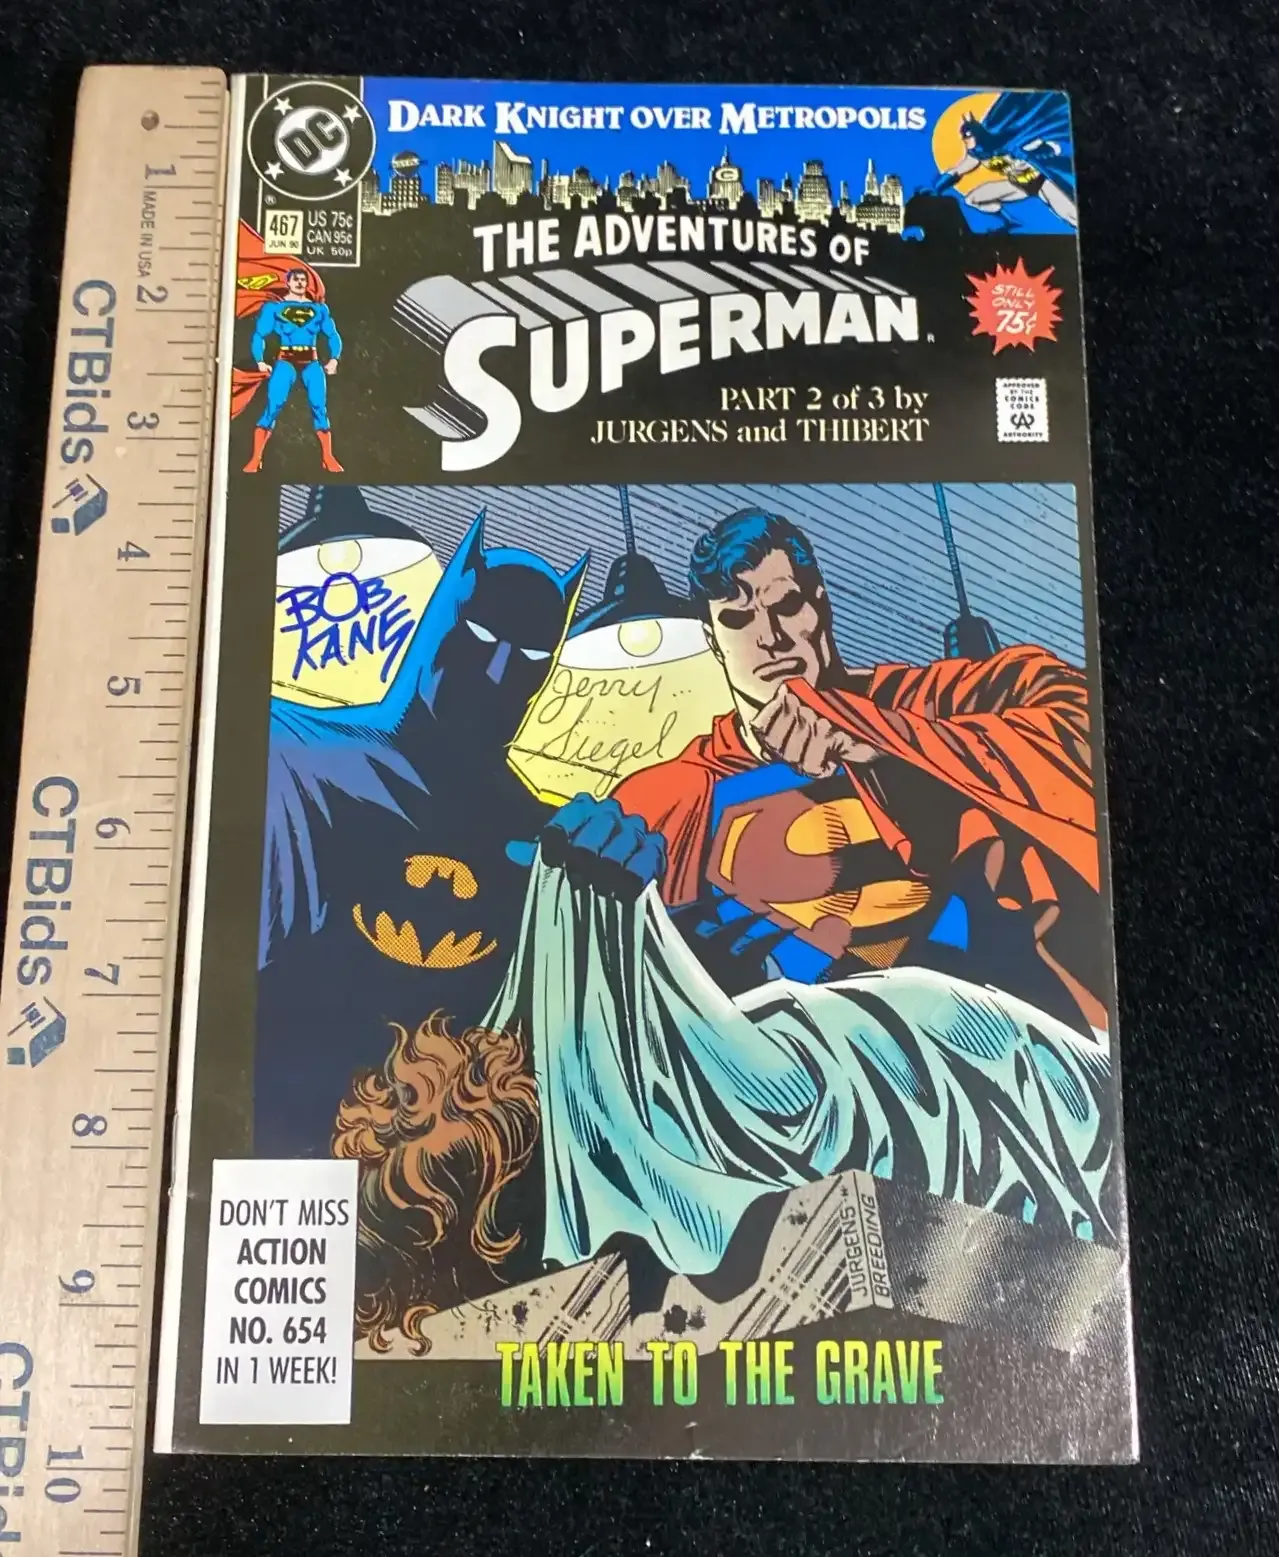 DC
®
DARK KNIGHT OVER METROPOLIS
467
JUN 90
US 75¢
CAN 95¢
UK 50p
THE ADVENTURES OF
SUPERMAN
STILL
ONLY
75¢
PART 2 of 3 by
JURGENS and THIBERT
APPROVED
BY THE
COMICS
CODE
CA
AUTHORITY
BOB
KANE
Jerry
Siegel
JURGENS
BREEDING
DON'T MISS
ACTION
COMICS
NO. 654
IN 1 WEEK!
TAKEN TO THE GRAVE
1
MADE IN USA
2
3
4
5
6
7
8
9
10
CTBids
CTBids
CTBids